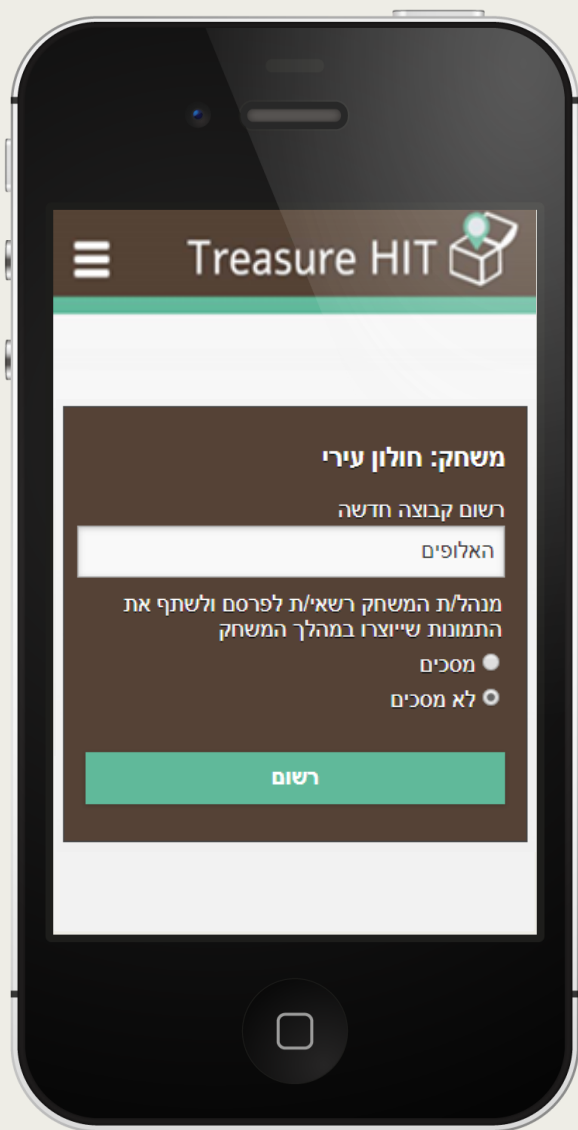 Treasure HIT
משחק: חולון עירי
רשום קבוצה חדשה
האלופים
מנהל/ת המשחק רשאי/ת לפרסם ולשתף את
התמונות שייוצרו במהלך המשחק
מסכים
לא מסכים
רשום